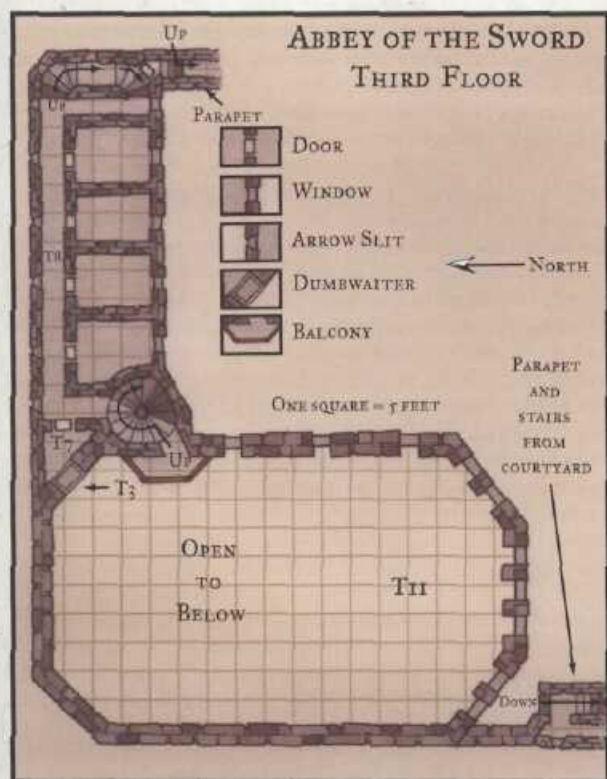 Up
Abbey of the Sword
Third Floor
Up
Parapet
Door
Window
Arrow Slit
T8
Dumbwaiter
North
Balcony
Parapet
and
stairs
from
courtyard
One square = 5 feet
T7
Up
T3
Open
to
Below
T11
Down